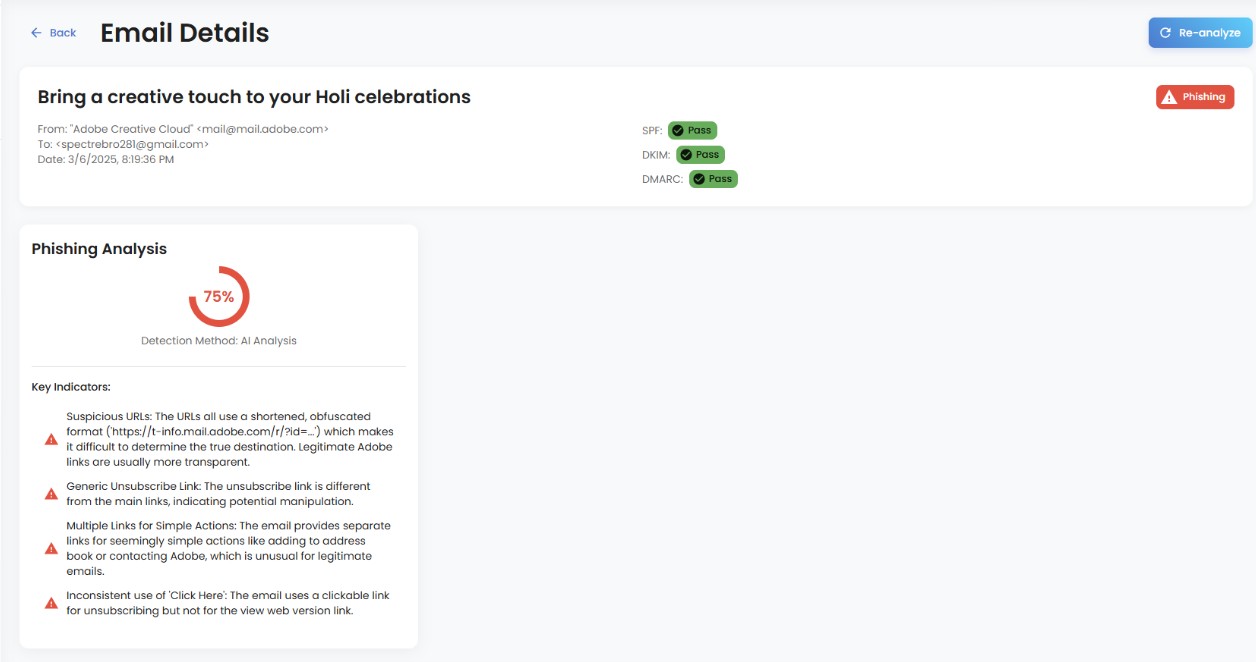 Back
Email Details
Re-analyze
Bring a creative touch to your Holi celebrations
Phishing
From: "Adobe Creative Cloud" <mail@mail.adobe.com>
To: <spectrebro281@gmail.com>
Date: 3/6/2025, 8:19:36 PM
SPF: Pass
DKIM: Pass
DMARC: Pass
Phishing Analysis
75%
Detection Method: AI Analysis
Key Indicators:
Suspicious URLs: The URLs all use a shortened, obfuscated
format ('https://t-info.mail.adobe.com/r/?id=...') which makes
it difficult to determine the true destination. Legitimate Adobe
links are usually more transparent.
Generic Unsubscribe Link: The unsubscribe link is different
from the main links, indicating potential manipulation.
Multiple Links for Simple Actions: The email provides separate
links for seemingly simple actions like adding to address
book or contacting Adobe, which is unusual for legitimate
emails.
Inconsistent use of 'Click Here': The email uses a clickable link
for unsubscribing but not for the view web version link.